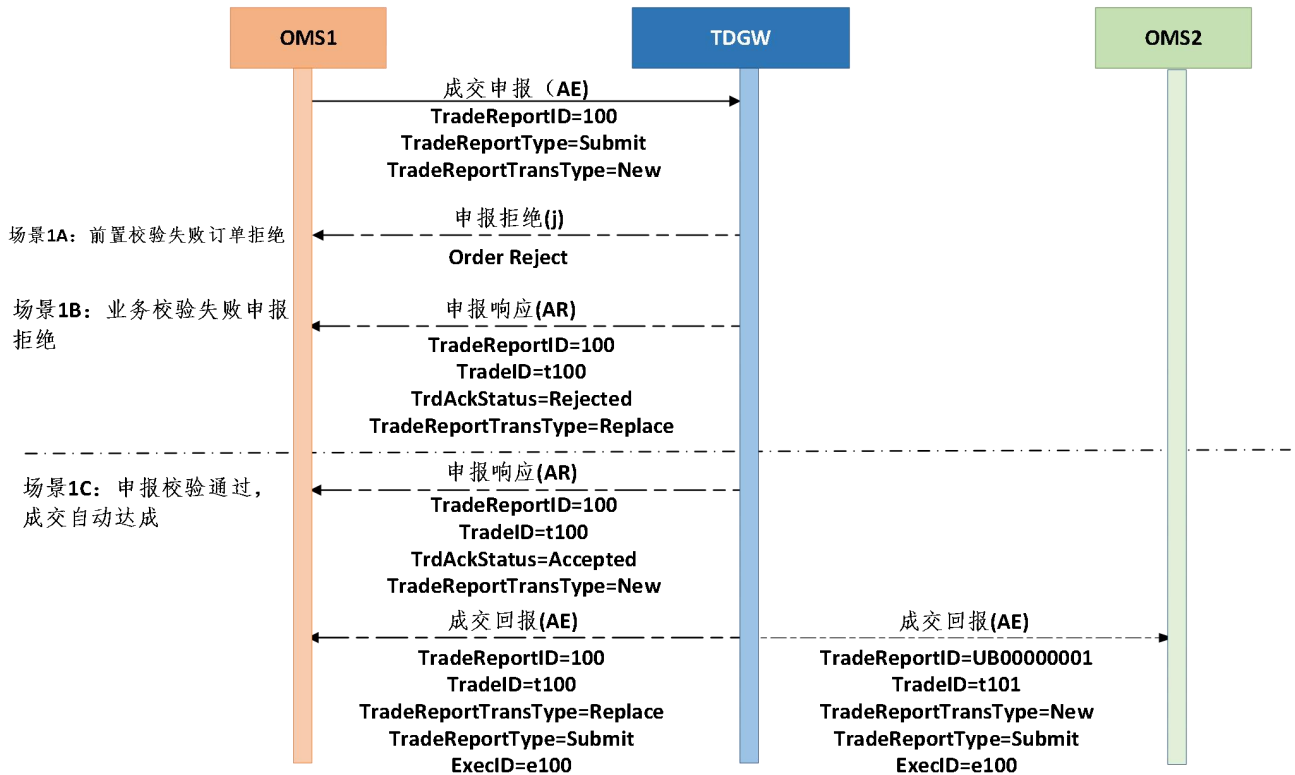 OMS1
TDGW
OMS2
成交申报（AE)
TradeReportID=100
TradeReportType=Submit
TradeReportTransType=New
申报拒绝(j)
场景1A：前置校验失败订单拒绝
Order Reject
场景1B：业务校验失败申报
拒绝
申报响应(AR)
TradeReportID=100
TradeID=t100
TrdAckStatus=Rejected
TradeReportTransType=Replace
场景1C：申报校验通过，
成交自动达成
申报响应(AR)
TradeReportID=100
TradeID=t100
TrdAckStatus=Accepted
TradeReportTransType=New
成交回报(AE)
TradeReportID=100
TradeID=t100
TradeReportTransType=Replace
TradeReportType=Submit
ExecID=e100
成交回报(AE)
TradeReportID=UB00000001
TradeID=t101
TradeReportTransType=New
TradeReportType=Submit
ExecID=e100